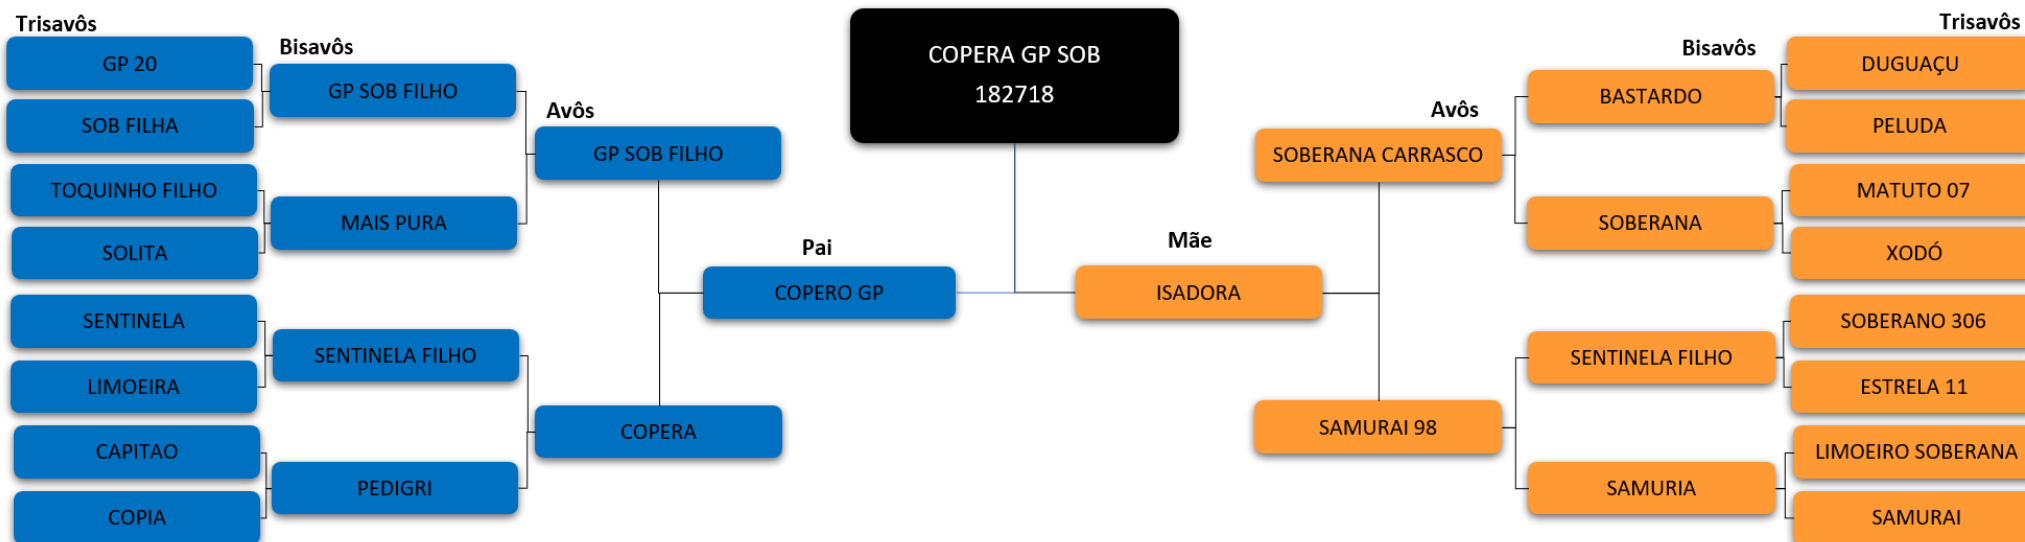 Trisavôs
Bisavôs
Avôs
Pai
GP 20
SOB FILHA
TOQUINHO FILHO
SOLITA
SENTINELA
LIMOEIRA
CAPITAO
COPIA
GP SOB FILHO
MAIS PURA
SENTINELA FILHO
PEDIGRI
GP SOB FILHO
COPERA
COPERO GP
COPERA GP SOB
182718
Mãe
ISADORA
Avôs
SOBERANA CARRASCO
SAMURAI 98
Bisavôs
BASTARDO
SOBERANA
SENTINELA FILHO
SAMURIA
Trisavôs
DUGUAÇU
PELUDA
MATUTO 07
XODÓ
SOBERANO 306
ESTRELA 11
LIMOEIRO SOBERANA
SAMURAI